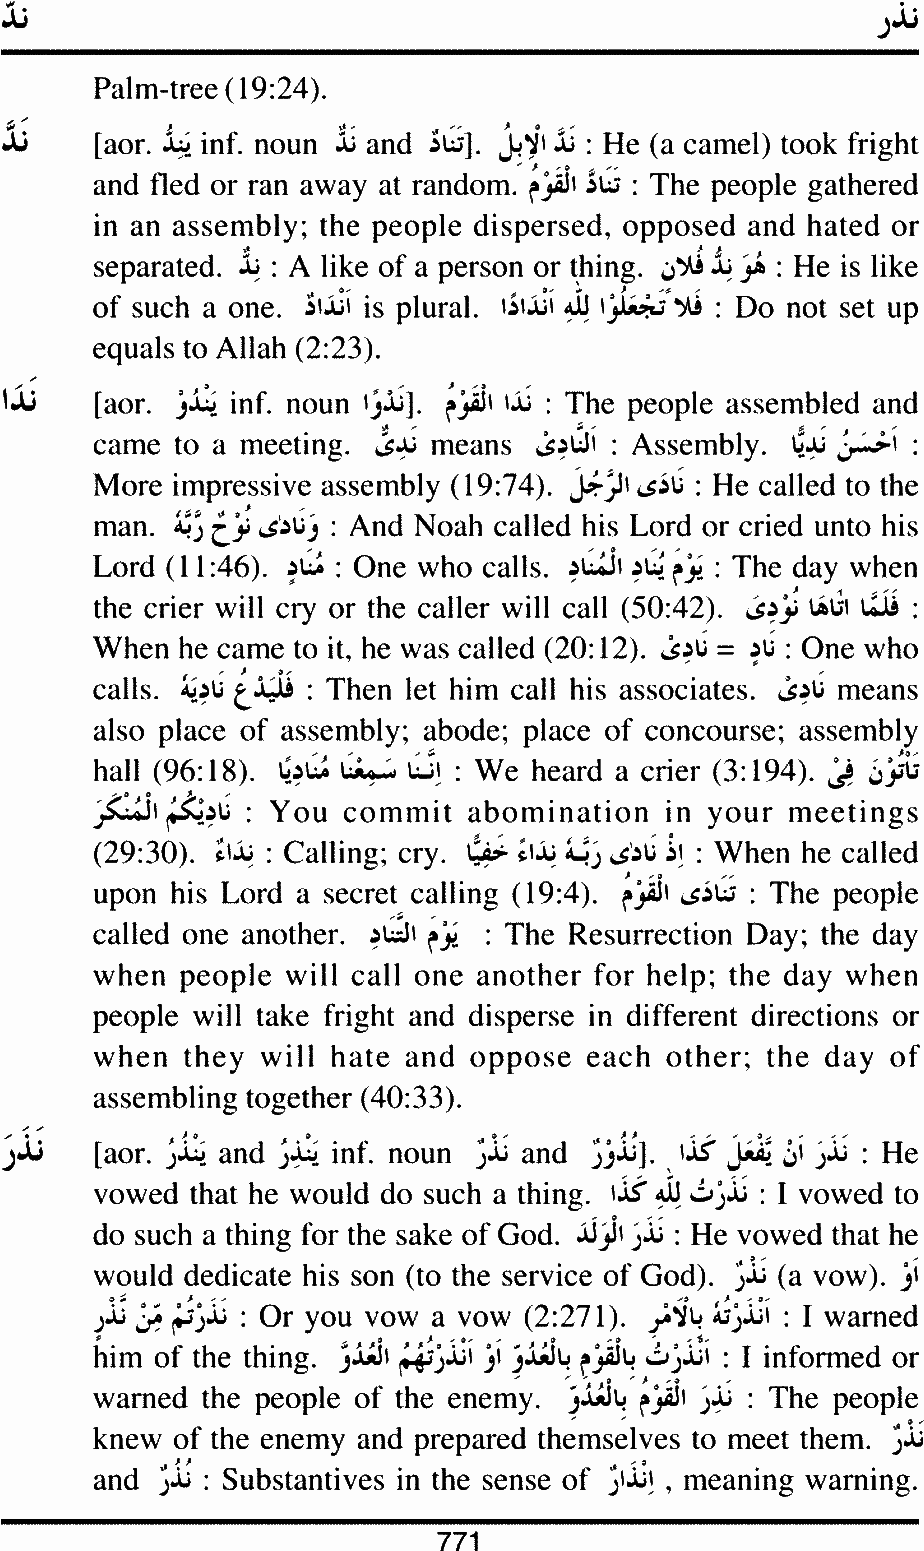 ندّ نذر
Palm-tree (19:24).
نَدَّ [aor. يَنِدُّ inf. noun نَدٌّ and تَنَادٌّ]. نَدَّ الْاِبِلُ : He (a camel) took fright
and fled or ran away at random. تَنَادَّ الْقَوْمُ : The people gathered
in an assembly; the people dispersed, opposed and hated or
separated. نِدٌّ : A like of a person or thing. هُوَ نِدُّ فُلَانٍ : He is like
of such a one. اَنْدَادٌ is plural. فَلَا تَجْعَلُوْا لِلّٰهِ اَنْدَادًا : Do not set up
equals to Allah (2:23).
نَدَا [aor. يَنْدُوْ inf. noun نَدْوًا]. نَدَا الْقَوْمُ : The people assembled and
came to a meeting. نَدِىٌّ means اَلنَّادِىْ : Assembly. اَحْسَنُ نَدِيًّا :
More impressive assembly (19:74). نَادَى الرَّجُلَ : He called to the
man. وَنَادٰى نُوْحٌ رَّبَّهٗ : And Noah called his Lord or cried unto his
Lord (11:46). مُنَادٍ : One who calls. يَوْمَ يُنَادِ الْمُنَادِ : The day when
the crier will cry or the caller will call (50:42). فَلَمَّا اَتَاهَا نُوْدِىَ :
When he came to it, he was called (20:12). نَادٍ = نَادِىْ : One who
calls. فَلْيَدْعُ نَادِيَهٗ : Then let him call his associates. نَادِىْ means
also place of assembly; abode; place of concourse; assembly
hall (96:18). اِنَّنَا سَمِعْنَا مُنَادِيًا : We heard a crier (3:194). تَأْتُوْنَ فِىْ
نَادِيْكُمُ الْمُنْكَرَ : You commit abomination in your meetings
(29:30). نِدَاءٌ : Calling; cry. اِذْ نَادٰى رَبَّهٗ نِدَاءً خَفِيًّا : When he called
upon his Lord a secret calling (19:4). تَنَادَى الْقَوْمُ : The people
called one another. يَوْمَ التَّنَادِ : The Resurrection Day; the day
when people will call one another for help; the day when
people will take fright and disperse in different directions or
when they will hate and oppose each other; the day of
assembling together (40:33).
نَذَرَ [aor. يَنْذُرُ and يَنْذِرُ inf. noun نَذْرٌ and نُذُوْرٌ]. نَذَرَ اَنْ يَفْعَلَ كَذَا : He
vowed that he would do such a thing. نَذَرْتُ لِلّٰهِ كَذَا : I vowed to
do such a thing for the sake of God. نَذَرَ الْوَلَدَ : He vowed that he
would dedicate his son (to the service of God). نَذْرٌ (a vow). اَوْ
نَذَرْتُمْ مِّنْ نَّذْرٍ : Or you vow a vow (2:271). اَنْذَرْتُهٗ بِالْاَمْرِ : I warned
him of the thing. اَنْذَرْتُ الْقَوْمَ بِالْعَدُوِّ اَوْ اَنْذَرْتُهُمُ الْعَدُوَّ : I informed or
warned the people of the enemy. نَذِرَ الْقَوْمُ بِالْعَدُوِّ : The people
knew of the enemy and prepared themselves to meet them. نُذْرٌ
and نُذُرٌ : Substantives in the sense of اِنْذَارٌ , meaning warning.
771